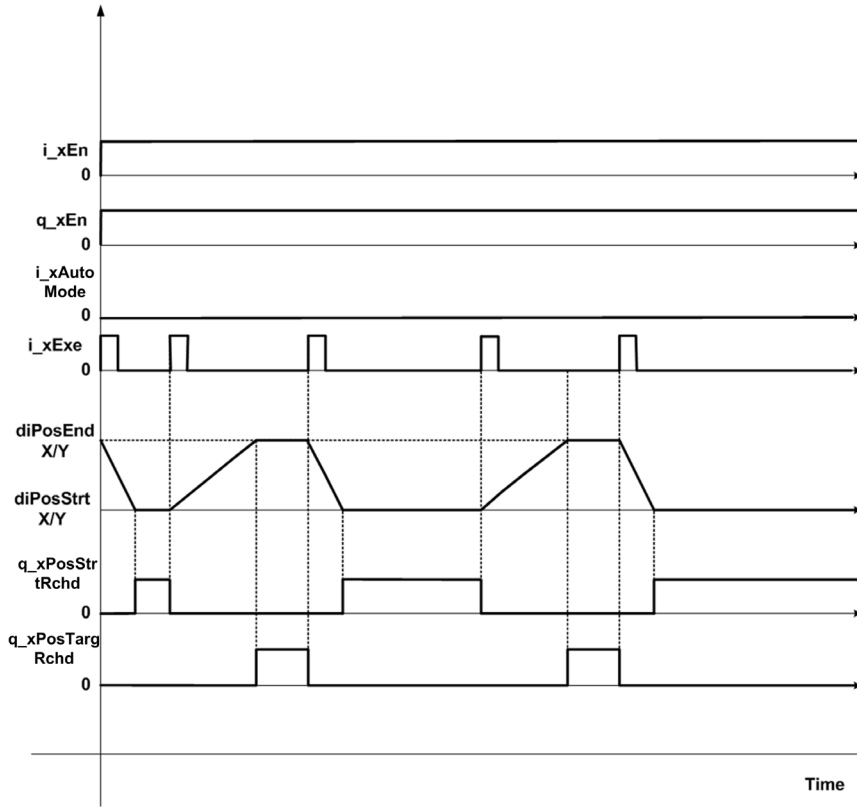 i_xEn
0
q_xEn
0
i_xAuto
Mode
0
i_xExe
0
diPosEnd
X/Y
diPosStrt
X/Y
q_xPosStr
tRchd
0
q_xPosTarg
Rchd
0
Time